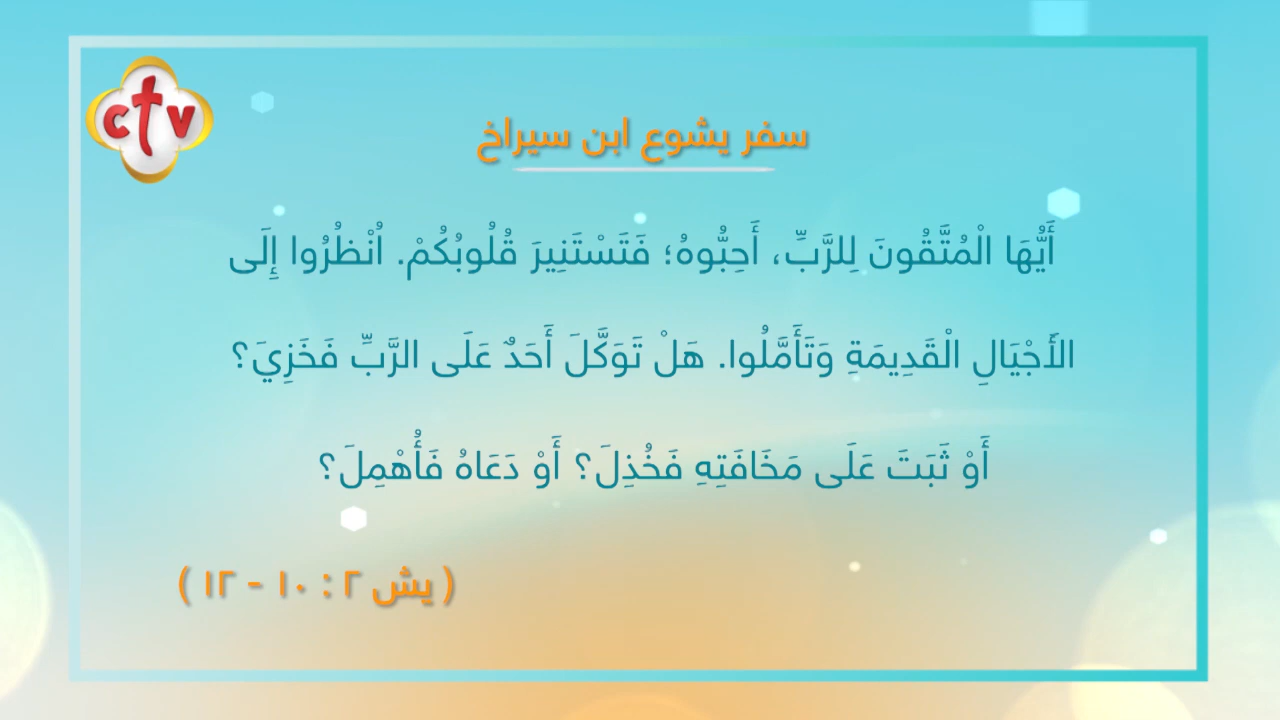 ctv
سفر يشوع ابن سيراخ
أَيُّهَا الْمُتَّقُونَ لِلرَّبِّ، أَحِبُّوهُ؛ فَتَسْتَنِيرَ قُلُوبُكُمْ. اُنْظُرُوا إِلَى
الأَجْيَالِ الْقَدِيمَةِ وَتَأَمَّلُوا. هَلْ تَوَكَّلَ أَحَدٌ عَلَى الرَّبِّ فَخَزِيَ؟
أَوْ ثَبَتَ عَلَى مَخَافَتِهِ فَخُذِلَ؟ أَوْ دَعَاهُ فَأُهْمِلَ؟
( يش ٢ : ١٠ - ١٢ )